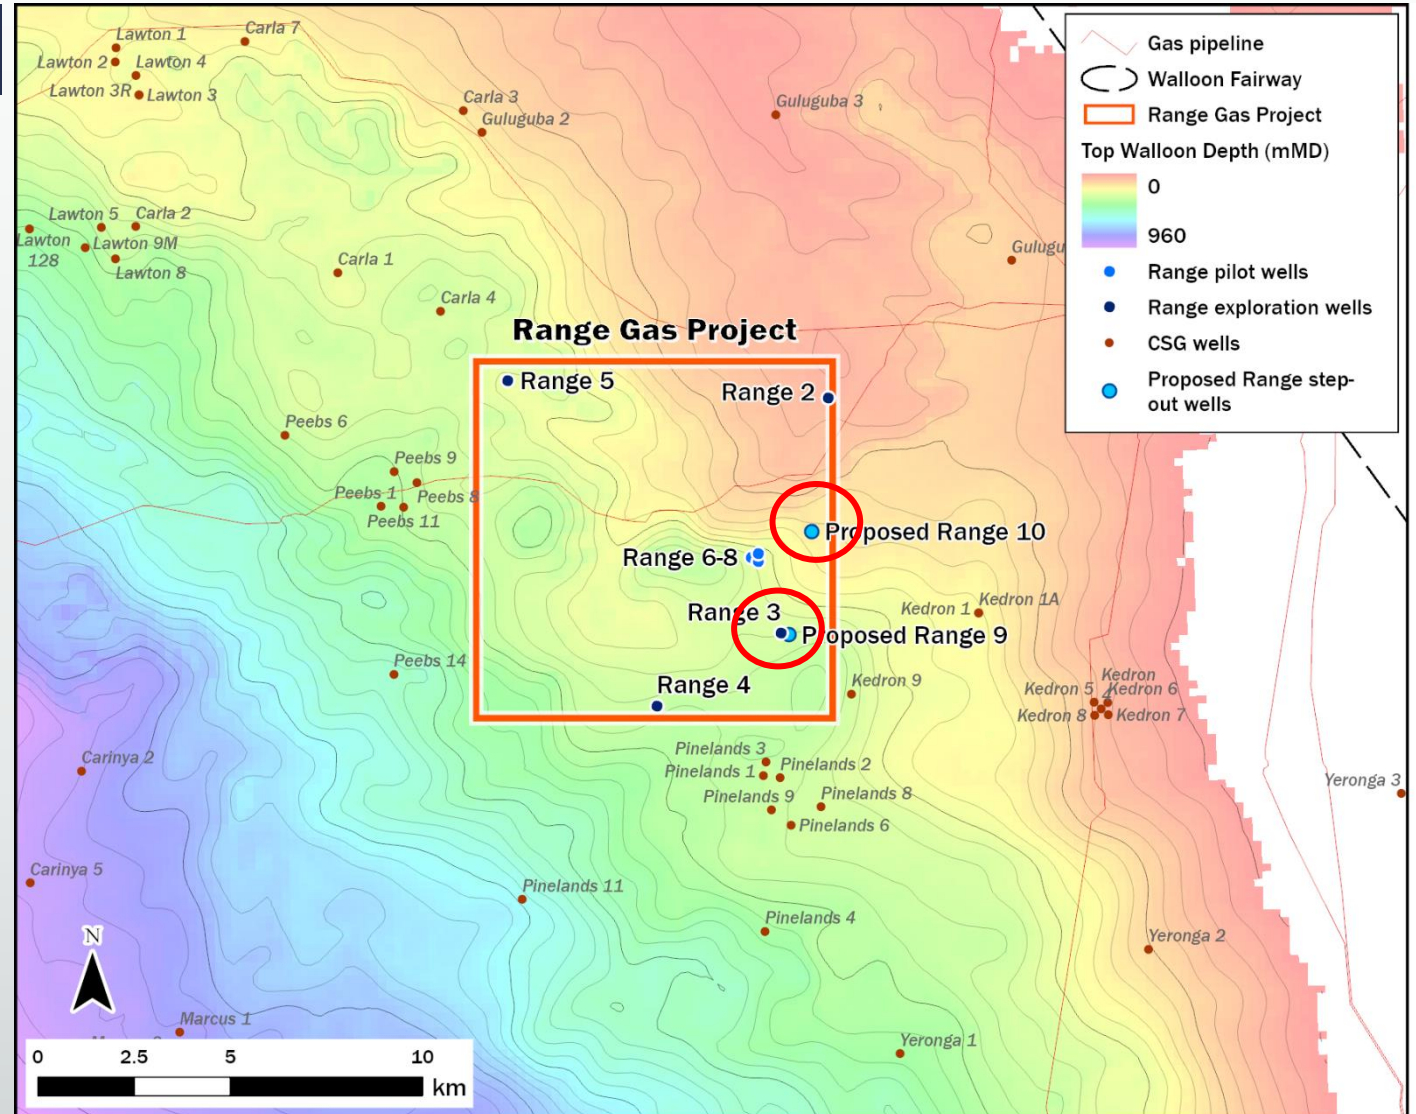 Lawton 1
Carla 7
Lawton 2
Lawton 4
Lawton 3R
Lawton 3
Carla 3
Guluguba 2
Guluguba 3
Gas pipeline
Walloon Fairway
Range Gas Project
Top Walloon Depth (mMD)
0
960
Range pilot wells
Range exploration wells
CSG wells
Proposed Range step-
out wells
Lawton 5
Carla 2
Lawton
128
Lawton 9M
Lawton 8
Carla 1
Carla 4
Gulugu
Range Gas Project
Range 5
Range 2
Peebs 6
Peebs 9
Peebs 1
Peebs 8
Peebs 11
Proposed Range 10
Range 6-8
Range 3
Proposed Range 9
Kedron 1
Kedron 1A
Peebs 14
Range 4
Kedron 9
Kedron
4
Kedron 5
Kedron 6
Kedron 8
Kedron 7
Carinya 2
Pinelands 3
Pinelands 1
Pinelands 2
Pinelands 9
Pinelands 8
Pinelands 6
Yeronga 3
Carinya 5
Pinelands 11
Pinelands 4
Yeronga 2
N
Marcus 1
Yeronga 1
0
2.5
5
10
km